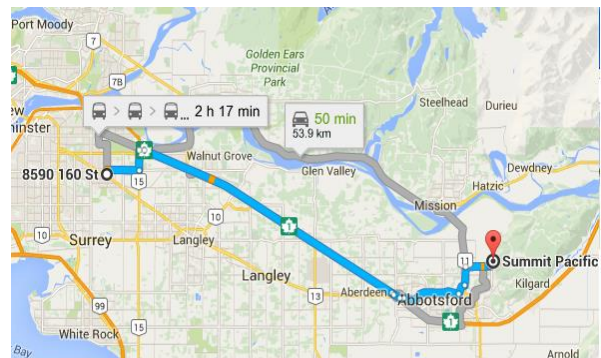 Port Moody
7
Golden Ears
Provincial
Park
7B
> > ... 2 h 17 min
50 min
53.9 km
Steelhead
Durieu
minster
Walnut Grove
Glen Valley
Dewdney
Hatzic
8590 160 St
15
Mission
10
1
10
Surrey
Langley
11
Summit Pacific
Langley
13
Aberdeen
Abbotsford
Kilgard
99
15
1
White Rock
Bay
Arnold